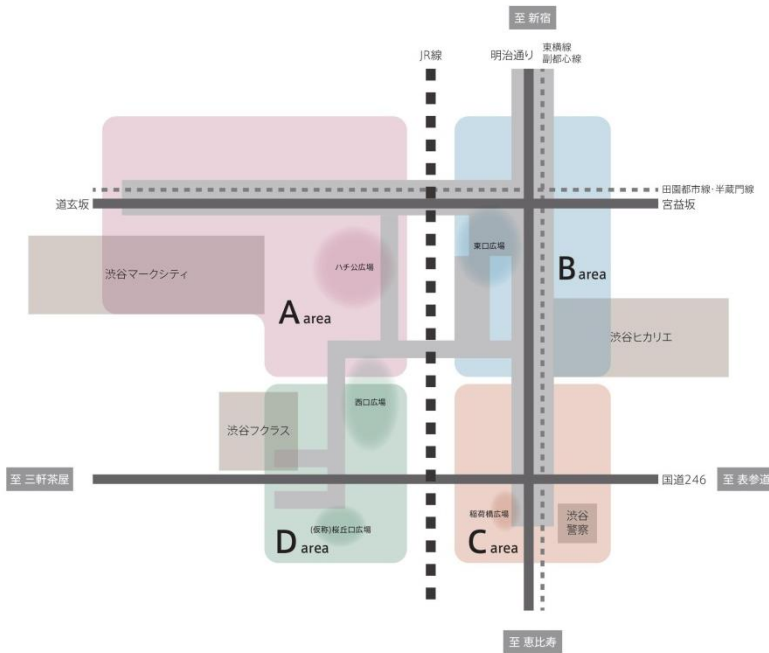 至 新宿
JR線
明治通り
東横線
副都心線
田園都市線・半蔵門線
道玄坂
宮益坂
東口広場
ハチ公広場
渋谷マークシティ
B area
A area
渋谷ヒカリエ
西口広場
渋谷フクラス
至 三軒茶屋
国道246
至 表参道
稲荷橋広場
渋谷
警察
(仮称)桜丘口広場
D area
C area
至 恵比寿